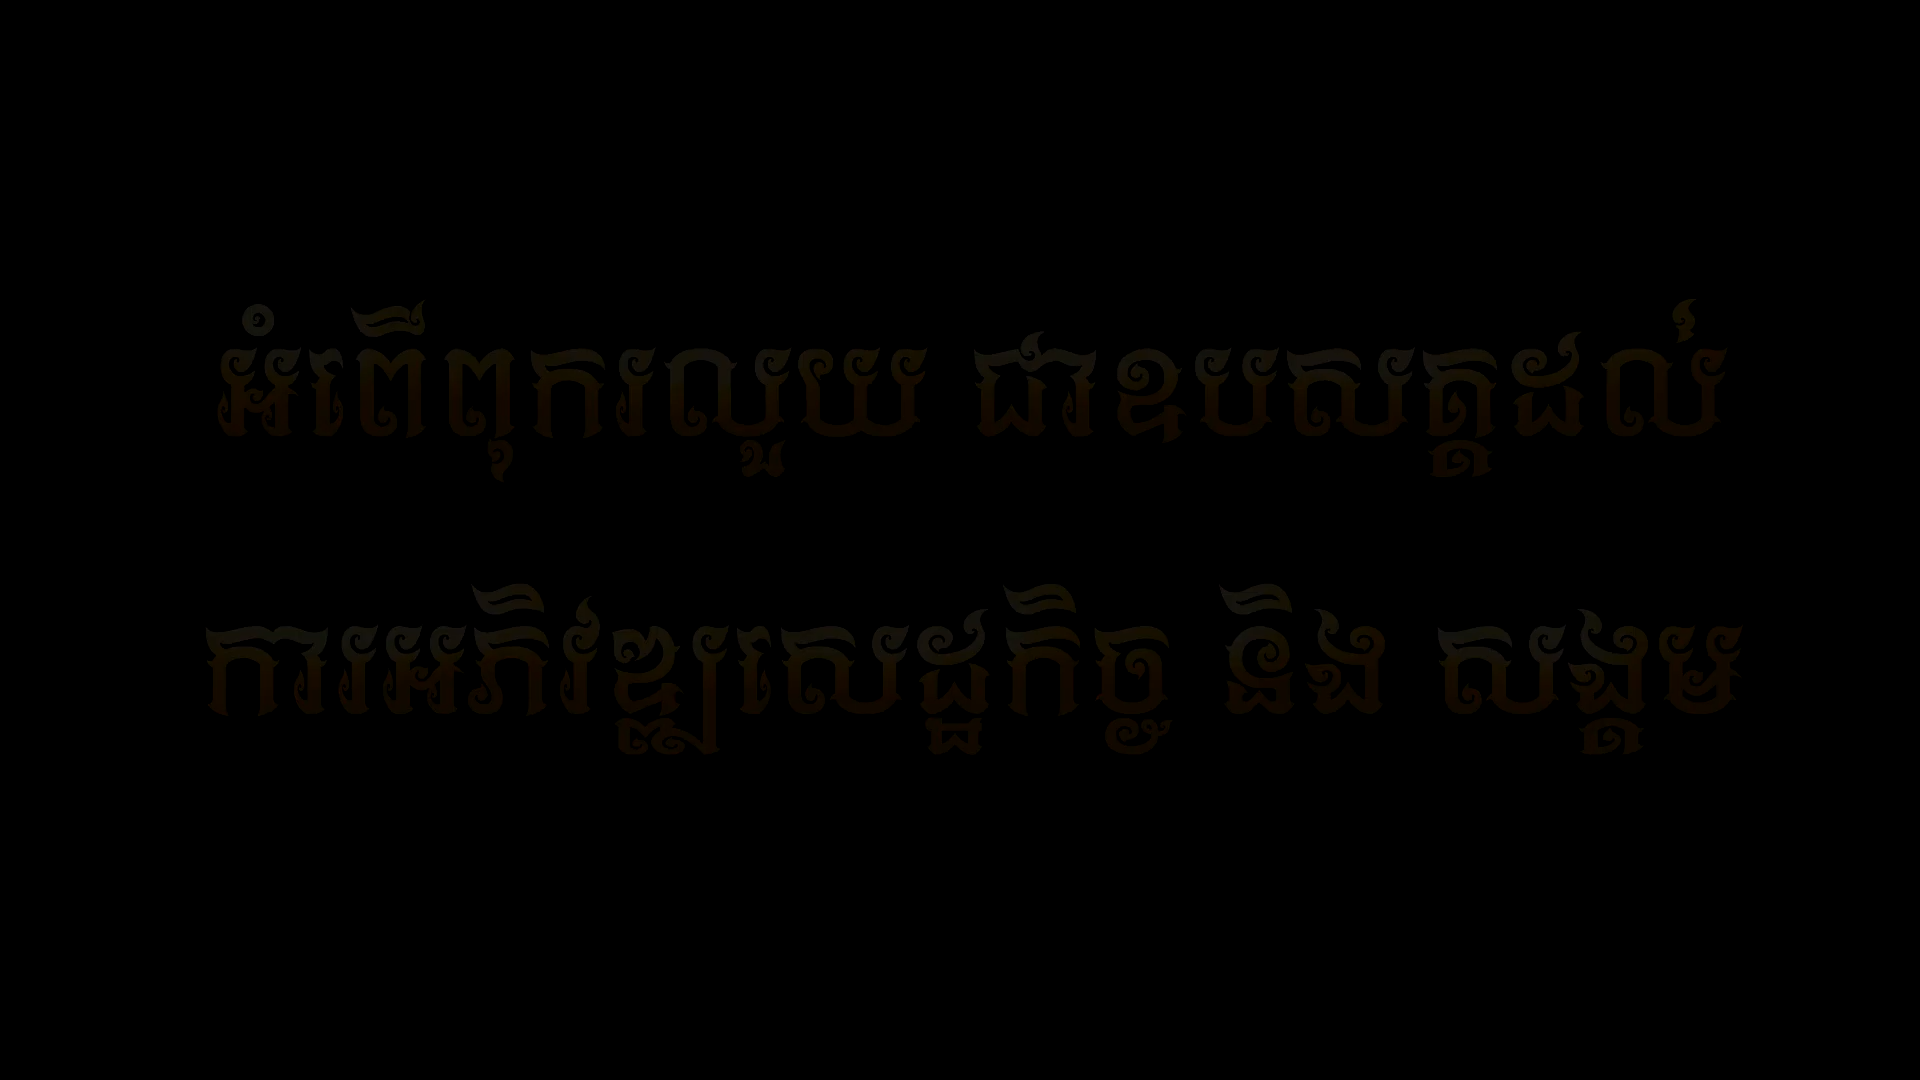 អំពើពុករលួយ ជាឧបសគ្គដល់
ការអភិវឌ្ឍសេដ្ឋកិច្ច និង សង្គម